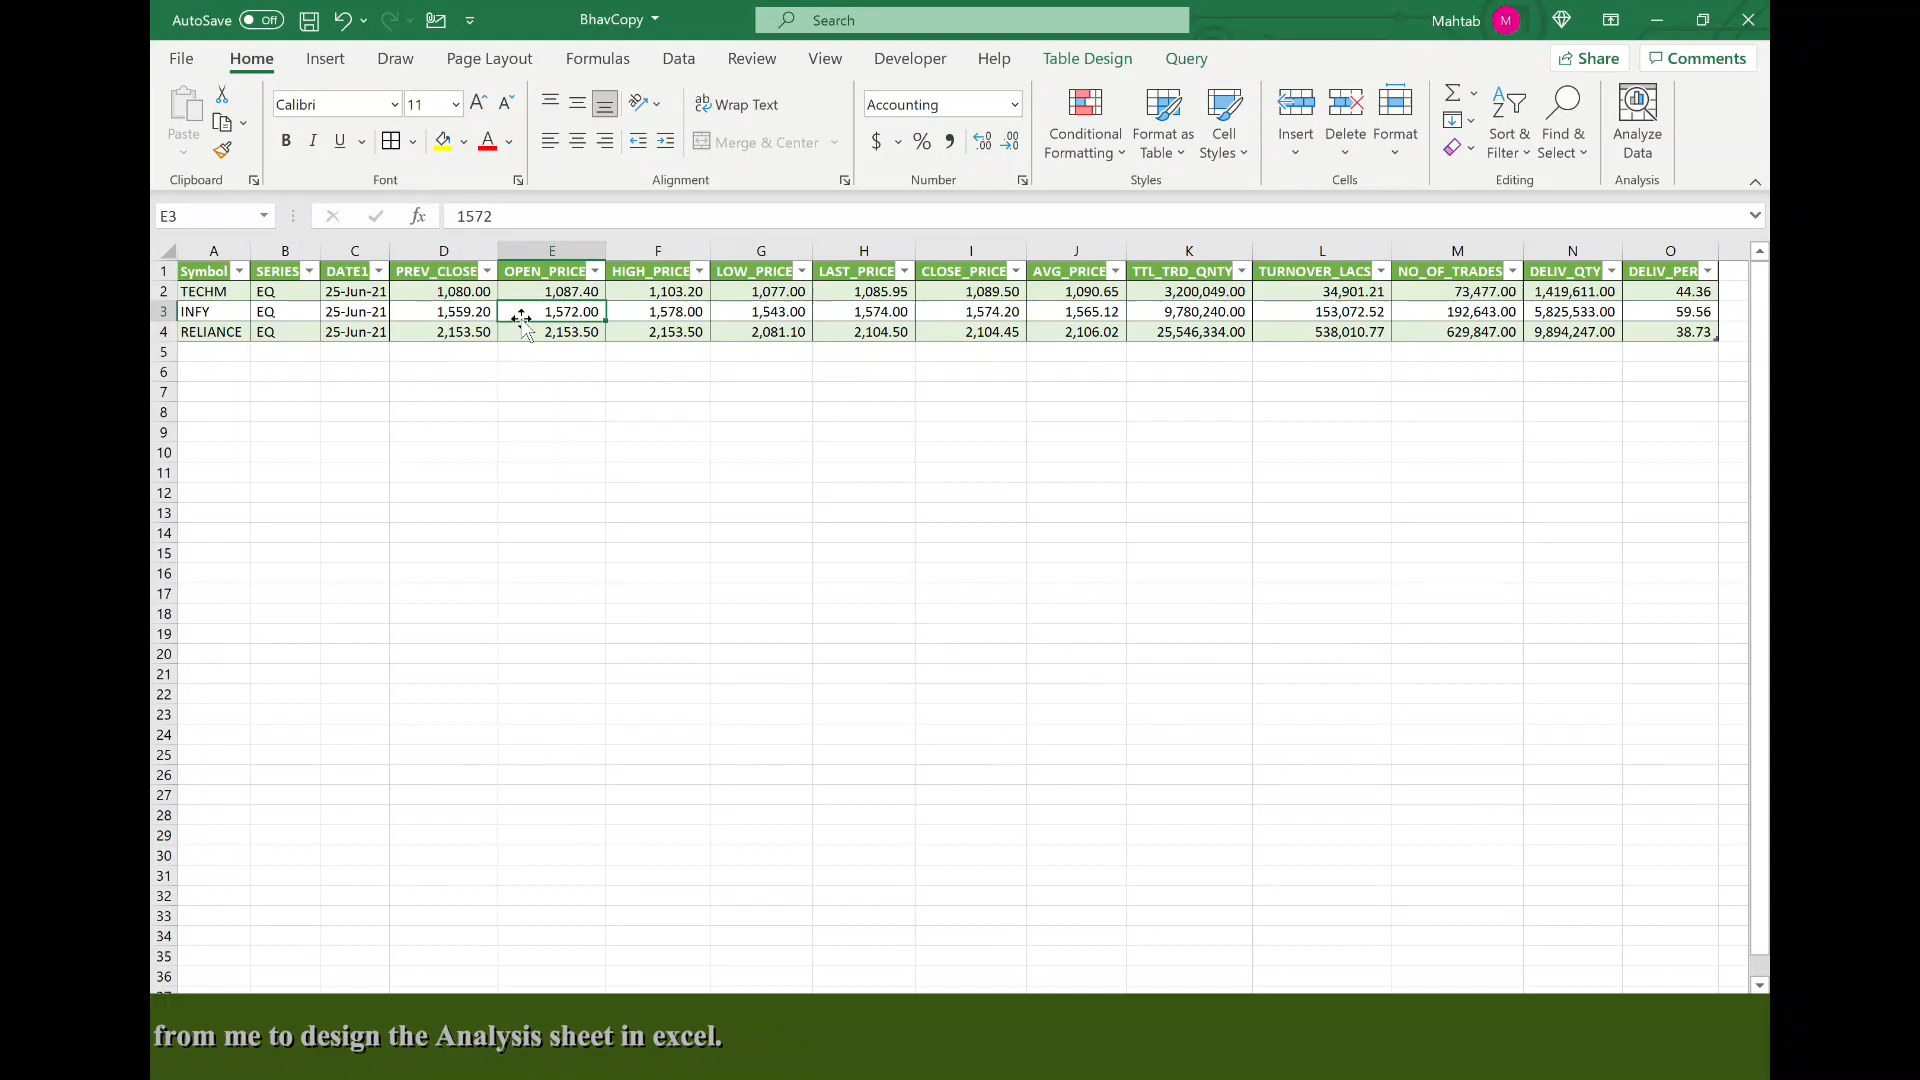 AutoSave Off BhavCopy Search Mahtab M
File Home Insert Draw Page Layout Formulas Data Review View Developer Help Table Design Query Share Comments
Paste Calibri 11 Wrap Text Accounting Conditional Formatting Format as Table Cell Styles Insert Delete Format Sort & Filter Find & Select Analyze Data
B I U Merge & Center $ % 9
Clipboard Font Alignment Number Styles Cells Editing Analysis
E3 fx 1572
A B C D E F G H I J K L M N O
1 Symbol SERIES DATE1 PREV_CLOSE OPEN_PRICE HIGH_PRICE LOW_PRICE LAST_PRICE CLOSE_PRICE AVG_PRICE TTL_TRD_QNTY TURNOVER_LACS NO_OF_TRADES DELIV_QTY DELIV_PER
2 TECHM EQ 25-Jun-21 1,080.00 1,087.40 1,103.20 1,077.00 1,085.95 1,089.50 1,090.65 3,200,049.00 34,901.21 73,477.00 1,419,611.00 44.36
3 INFY EQ 25-Jun-21 1,559.20 1,572.00 1,578.00 1,543.00 1,574.00 1,574.20 1,565.12 9,780,240.00 153,072.52 192,643.00 5,825,533.00 59.56
4 RELIANCE EQ 25-Jun-21 2,153.50 2,153.50 2,153.50 2,081.10 2,104.50 2,104.45 2,106.02 25,546,334.00 538,010.77 629,847.00 9,894,247.00 38.73
5
6
7
8
9
10
11
12
13
14
15
16
17
18
19
20
21
22
23
24
25
26
27
28
29
30
31
32
33
34
35
36
from me to design the Analysis sheet in excel.